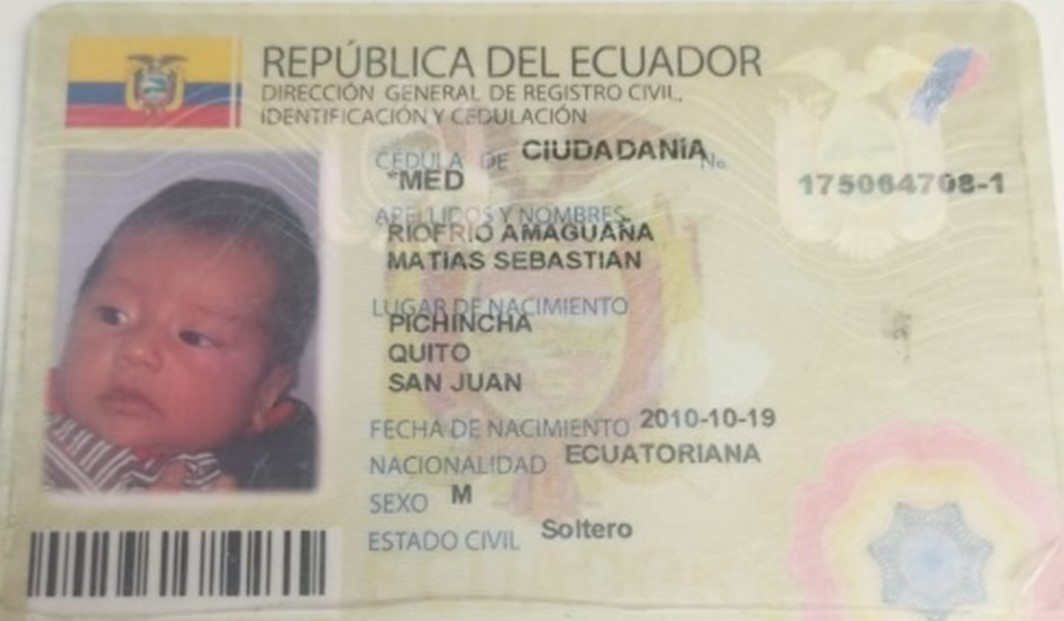 REPÚBLICA DEL ECUADOR
DIRECCIÓN GENERAL DE REGISTRO CIVIL,
IDENTIFICACIÓN Y CEDULACIÓN
CÉDULA DE CIUDADANÍA No.
*MED
175064708-1
APELLIDOS Y NOMBRES
RIOFRIO AMAGUAÑA
MATIAS SEBASTIAN
LUGAR DE NACIMIENTO
PICHINCHA
QUITO
SAN JUAN
FECHA DE NACIMIENTO 2010-10-19
NACIONALIDAD ECUATORIANA
SEXO M
ESTADO CIVIL Soltero